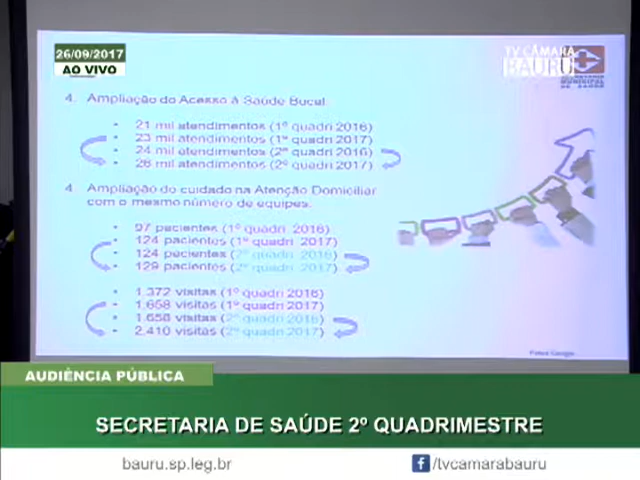 26/09/2017
AO VIVO
TV CÂMARA
BAURU
4. Ampliação do Acesso à Saúde Bucal
• 21 mil atendimentos (1º quadri 2016)
• 23 mil atendimentos (1º quadri 2017)
• 24 mil atendimentos (2º quadri 2016)
• 26 mil atendimentos (2º quadri 2017)
4. Ampliação do cuidado na Atenção Domiciliar
com o mesmo número de equipes.
• 97 pacientes (1º quadri 2016)
• 124 pacientes (1º quadri 2017)
• 124 pacientes (2º quadri 2016)
• 129 pacientes (2º quadri 2017)
• 1.372 visitas (1º quadri 2016)
• 1.658 visitas (1º quadri 2017)
• 1.658 visitas (2º quadri 2016)
• 2.410 visitas (2º quadri 2017)
AUDIÊNCIA PÚBLICA
SECRETARIA DE SAÚDE 2º QUADRIMESTRE
bauru.sp.leg.br
f /tvcamarabauru